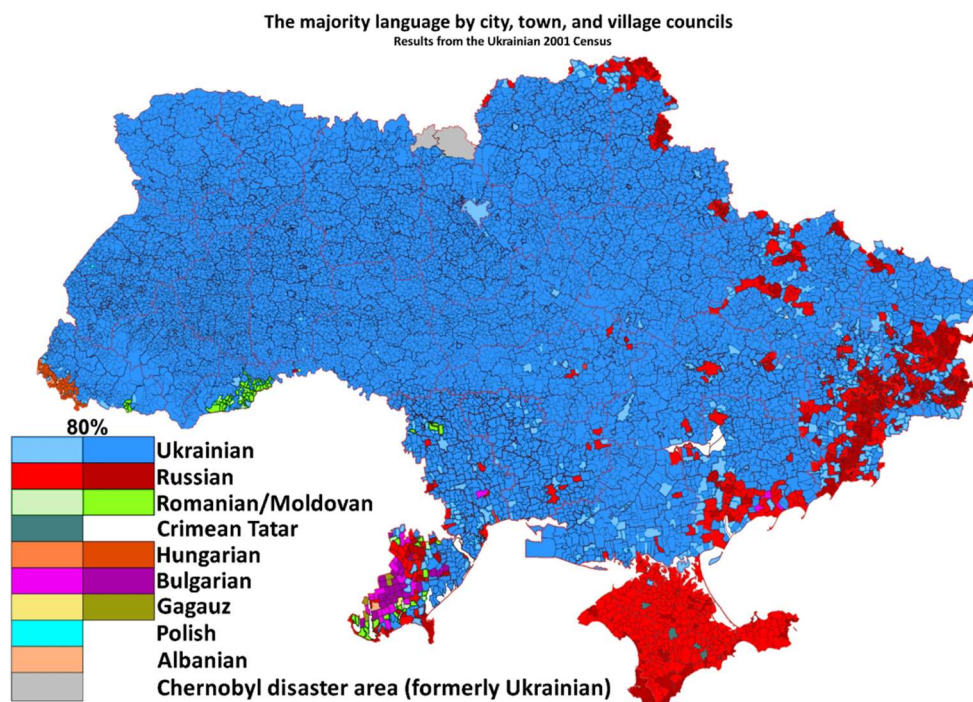 The majority language by city, town, and village councils
Results from the Ukrainian 2001 Census
80%
Ukrainian
Russian
Romanian/Moldovan
Crimean Tatar
Hungarian
Bulgarian
Gagauz
Polish
Albanian
Chernobyl disaster area (formerly Ukrainian)